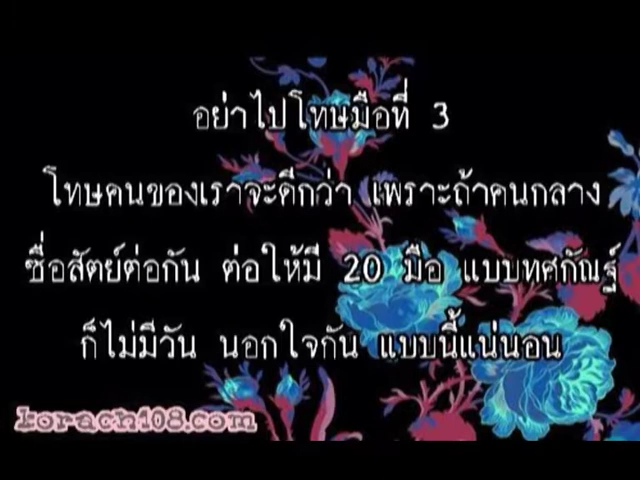 อย่าไปโทษมือที่ 3
โทษคนของเราจะดีกว่า เพราะถ้าคนกลาง
ซื่อสัตย์ต่อกัน ต่อให้มี 20 มือ แบบทศกัณฐ์
ก็ไม่มีวัน นอกใจกัน แบบนี้แน่นอน
korach108.com